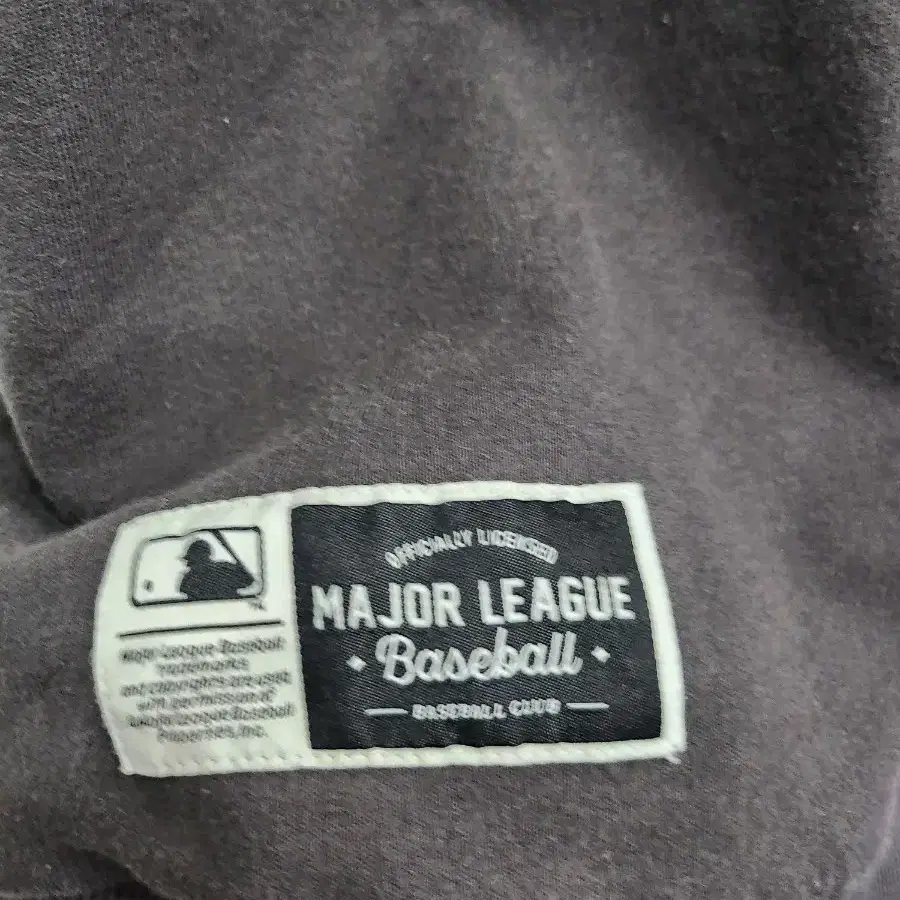 Major League Baseball
trademarks
and copyrights are used
with permission of
Major League Baseball
Properties, Inc.
OFFICIALLY LICENSED
MAJOR LEAGUE
Baseball
BASEBALL CLUB